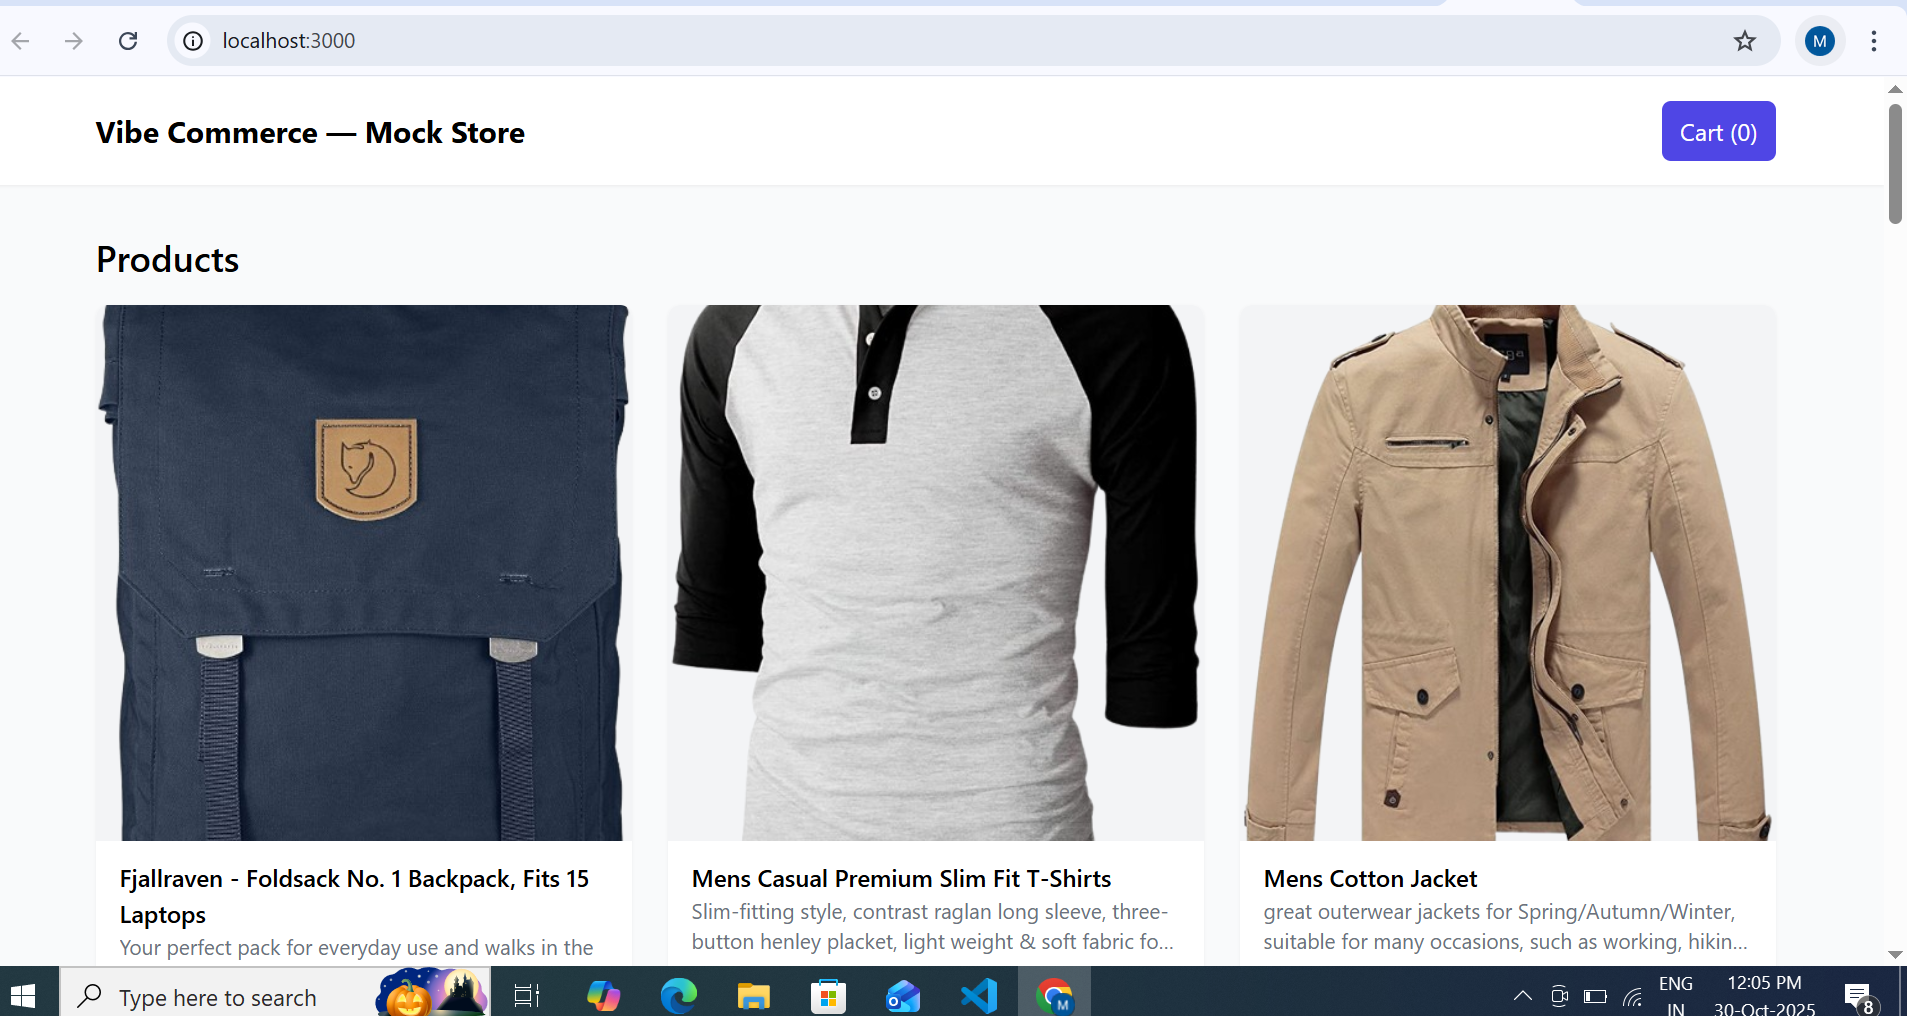 localhost:3000
M
Vibe Commerce — Mock Store
Cart (0)
Products
Fjallraven - Foldsack No. 1 Backpack, Fits 15
Laptops
Your perfect pack for everyday use and walks in the
Mens Casual Premium Slim Fit T-Shirts
Slim-fitting style, contrast raglan long sleeve, three-
button henley placket, light weight & soft fabric fo...
Mens Cotton Jacket
great outerwear jackets for Spring/Autumn/Winter,
suitable for many occasions, such as working, hikin...
Type here to search
M
ENG
IN
12:05 PM
30-Oct-2025
8